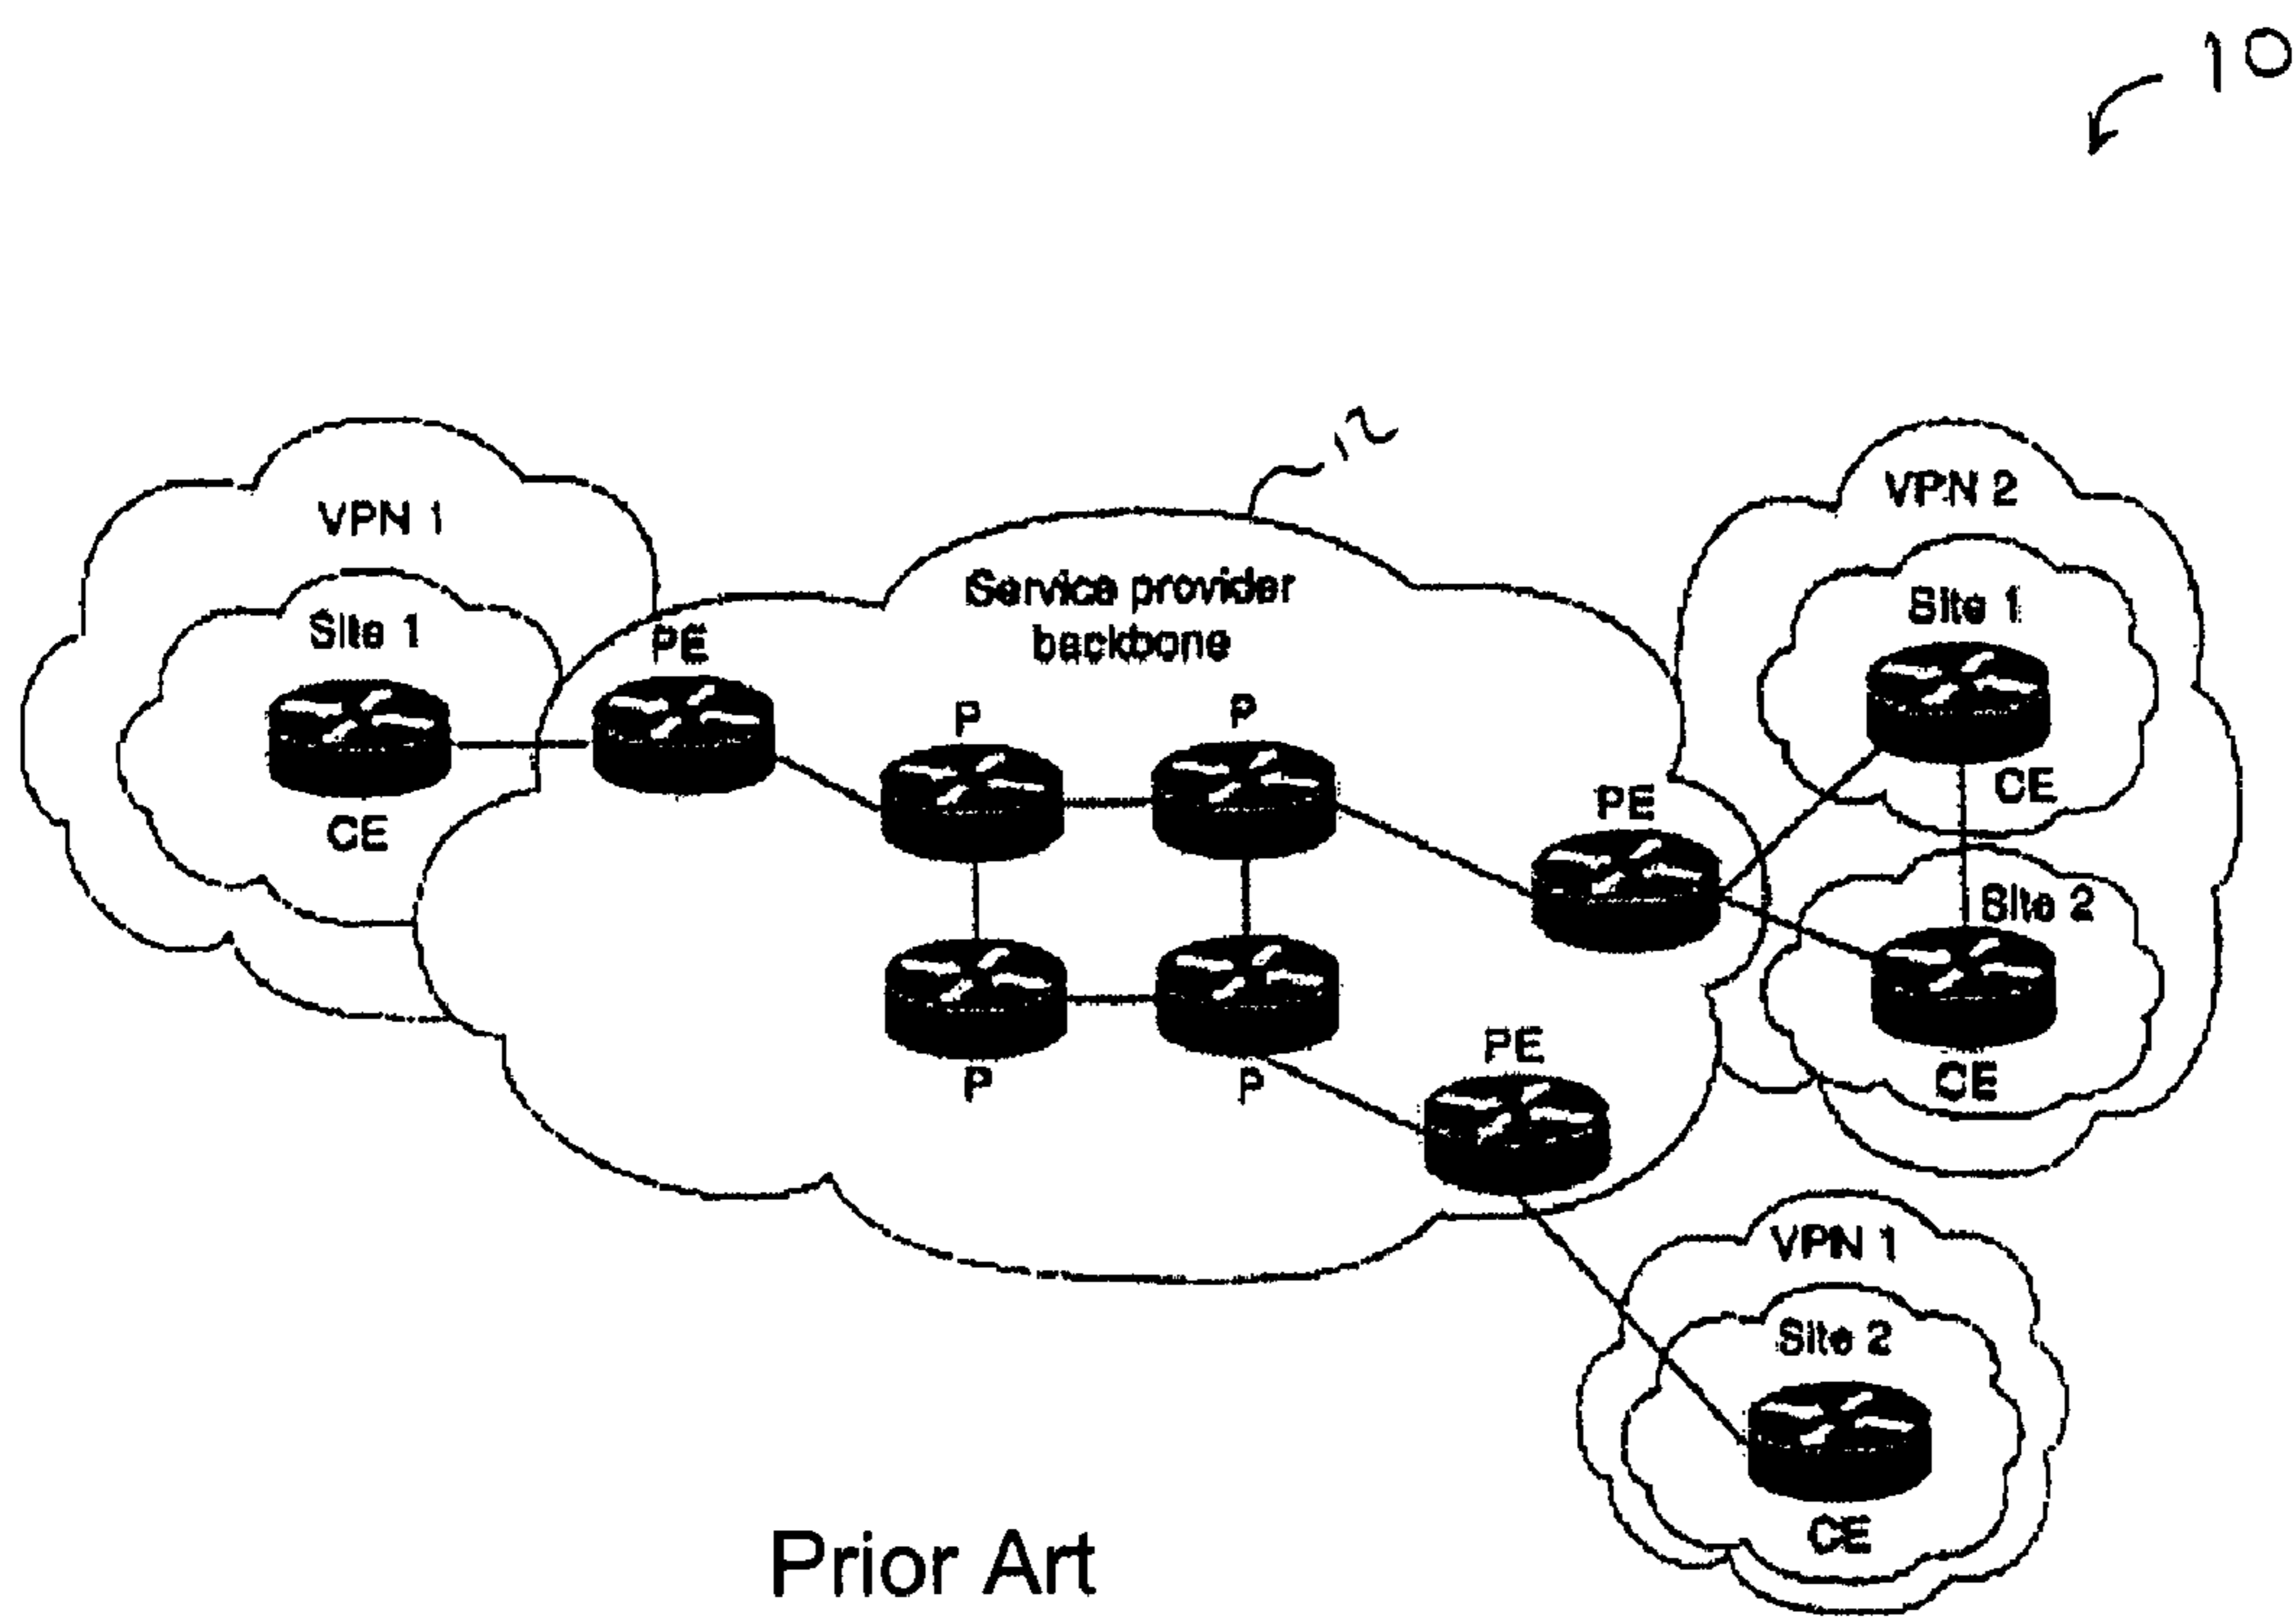 10
12
VPN 1
Site 1
CE
PE
Service provider
backbone
P
P
P
P
PE
PE
VPN 2
Site 1
CE
Site 2
CE
VPN 1
Site 2
CE
Prior Art